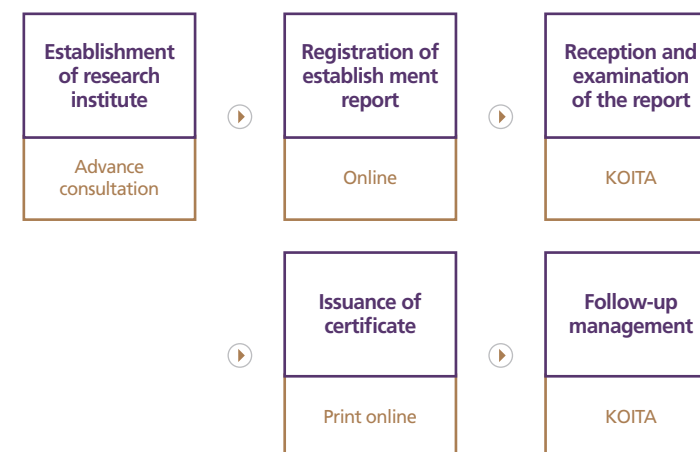 Establishment
of research
institute
Advance
consultation
Registration of
establish ment
report
Online
Reception and
examination
of the report
KOITA
Issuance of
certificate
Print online
Follow-up
management
KOITA